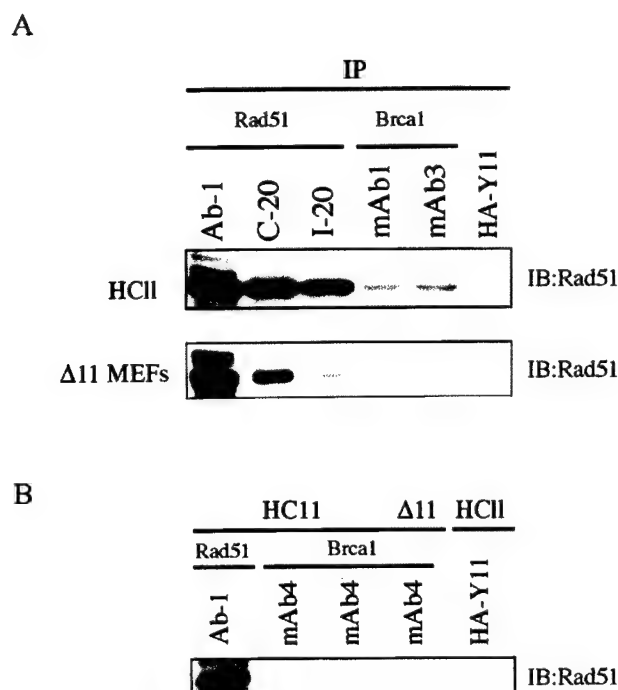 A
IP
Rad51 Brca1
Ab-1 C-20 I-20 mAb1 mAb3 HA-Y11
HCll IB:Rad51
Δ11 MEFs IB:Rad51
B
HC11 Δ11 HCll
Rad51 Brca1
Ab-1 mAb4 mAb4 mAb4 HA-Y11
IB:Rad51